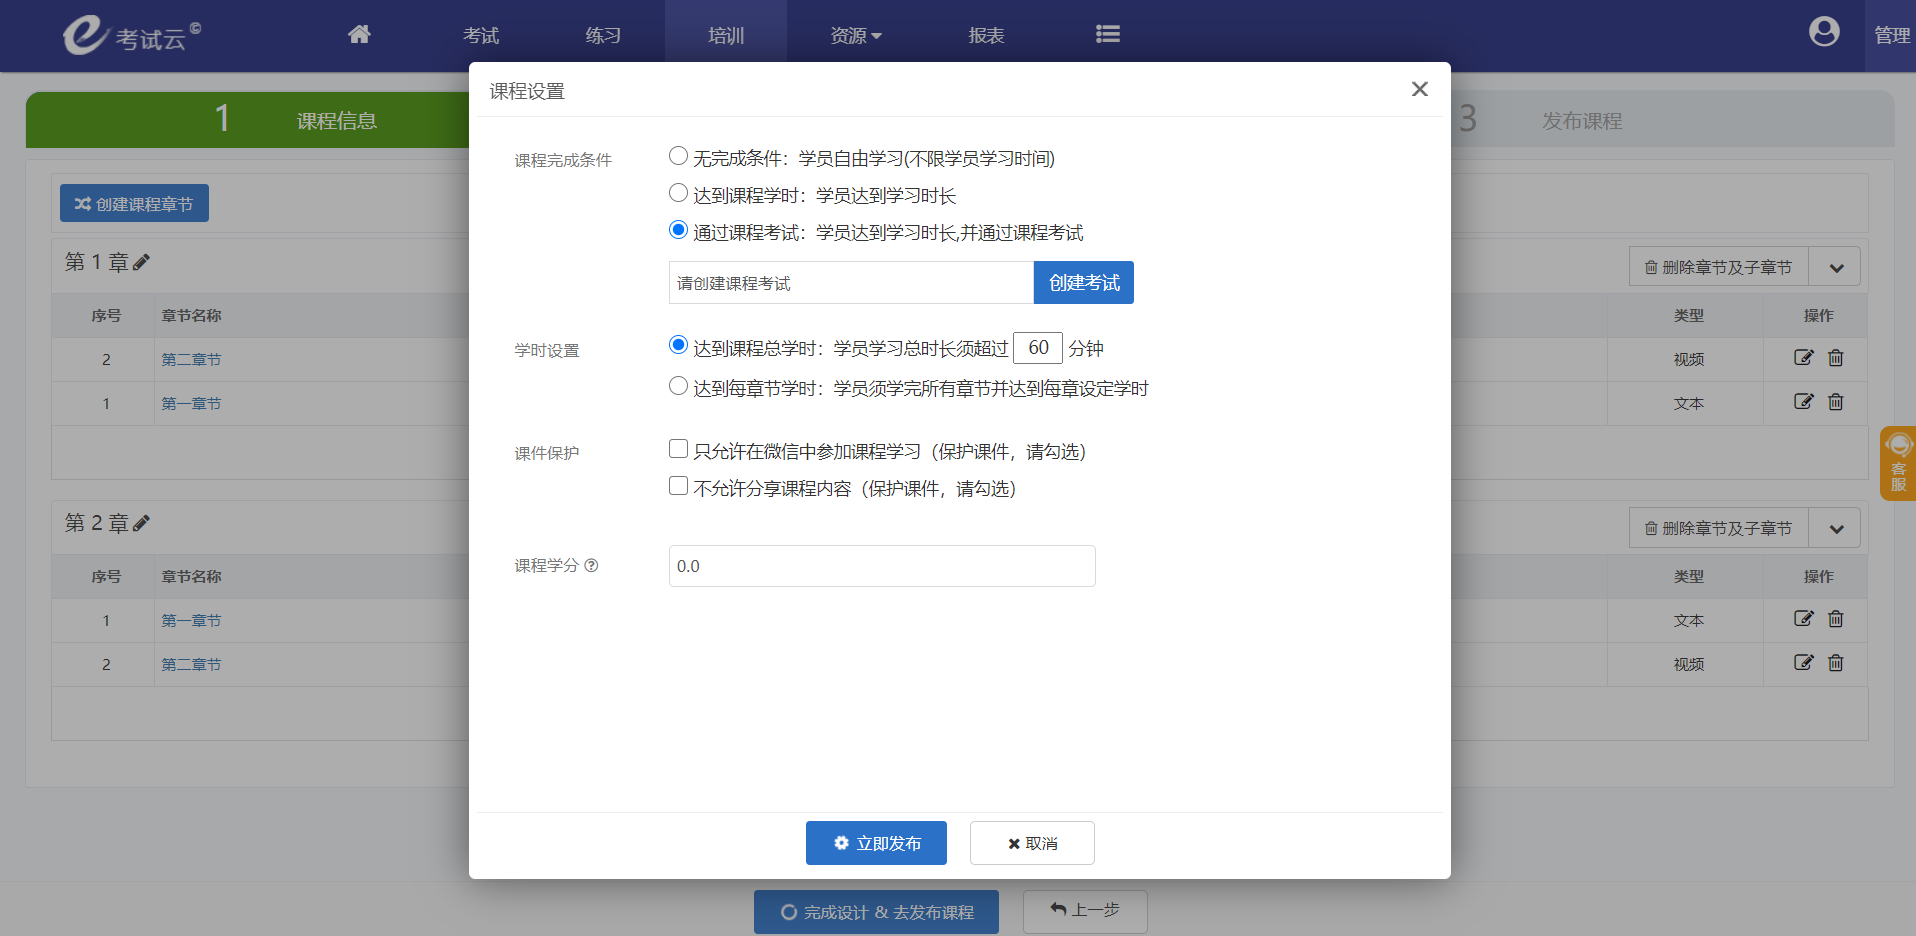 考试云©
考试
练习
培训
资源
报表
管理
1 课程信息
3 发布课程
课程设置
课程完成条件
无完成条件：学员自由学习(不限学员学习时间)
达到课程学时：学员达到学习时长
通过课程考试：学员达到学习时长,并通过课程考试
请创建课程考试 创建考试
学时设置
达到课程总学时：学员学习总时长须超过 60 分钟
达到每章节学时：学员须学完所有章节并达到每章设定学时
课件保护
只允许在微信中参加课程学习（保护课件，请勾选）
不允许分享课程内容（保护课件，请勾选）
课程学分
0.0
立即发布 取消
创建课程章节
第 1 章 删除章节及子章节
序号 章节名称 类型 操作
2 第二章节 视频
1 第一章节 文本
第 2 章 删除章节及子章节
序号 章节名称 类型 操作
1 第一章节 文本
2 第二章节 视频
客服
完成设计 & 去发布课程 上一步